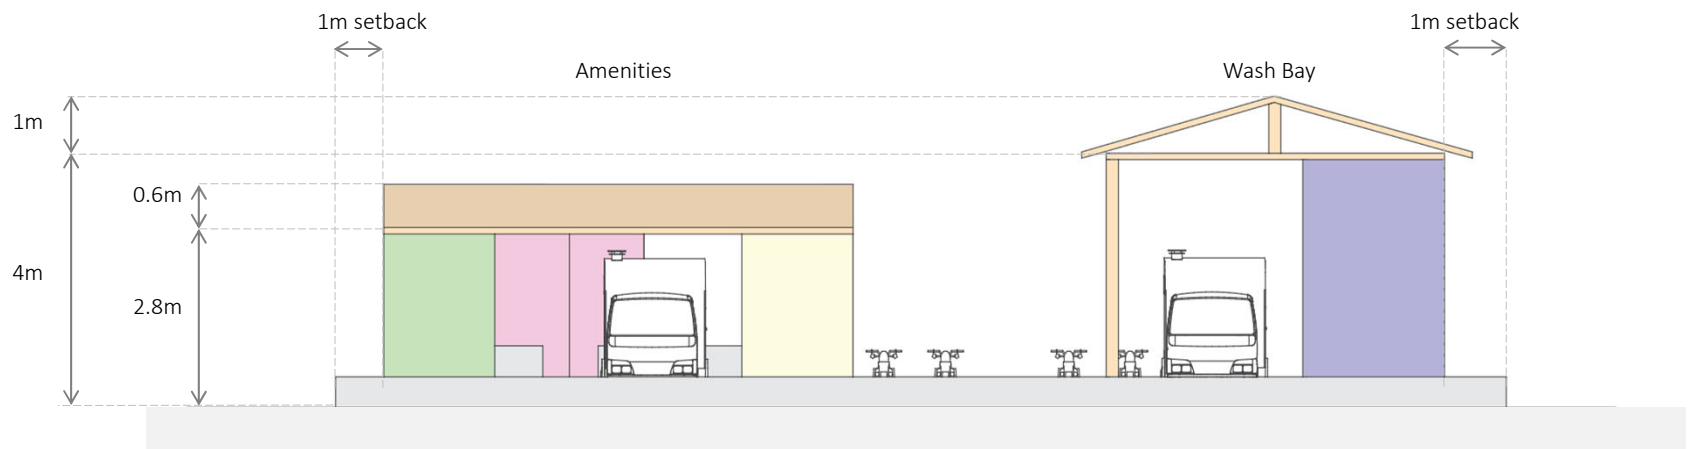 1m setback
1m setback
Amenities
Wash Bay
1m
0.6m
4m
2.8m